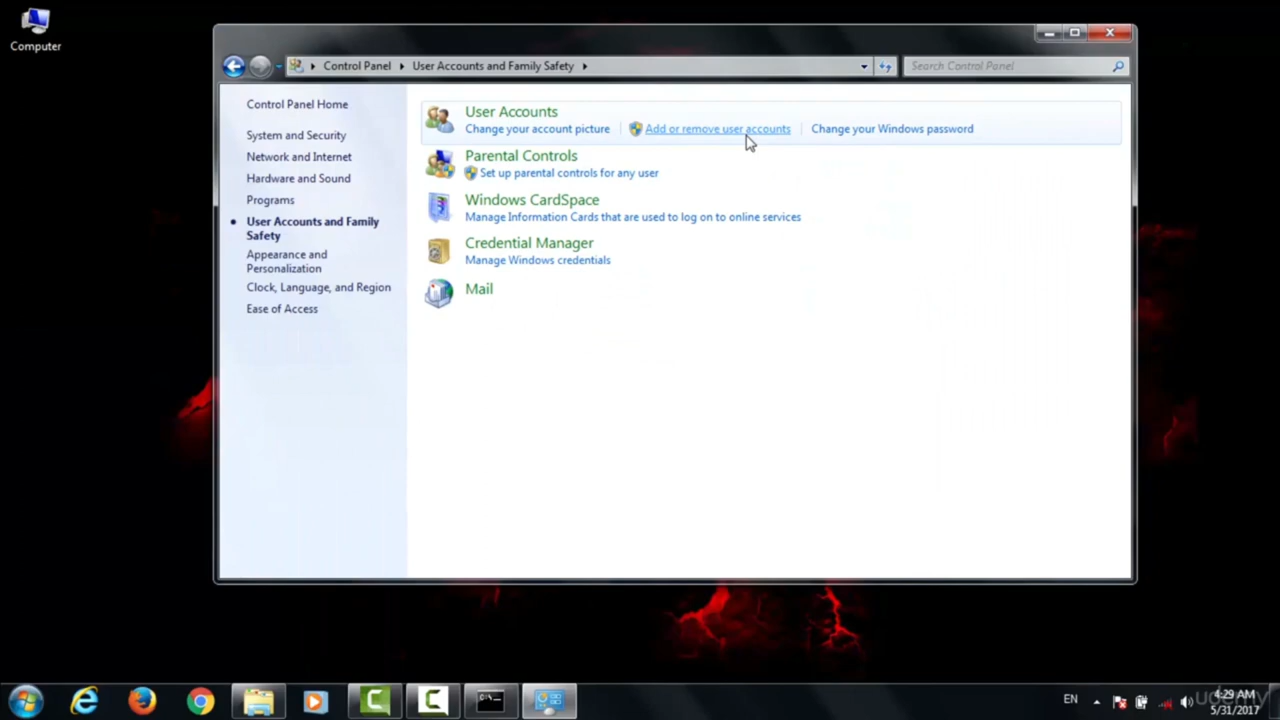 Computer
Control Panel
User Accounts and Family Safety
Search Control Panel
Control Panel Home
System and Security
Network and Internet
Hardware and Sound
Programs
User Accounts and Family
Safety
Appearance and
Personalization
Clock, Language, and Region
Ease of Access
User Accounts
Change your account picture
Add or remove user accounts
Change your Windows password
Parental Controls
Set up parental controls for any user
Windows CardSpace
Manage Information Cards that are used to log on to online services
Credential Manager
Manage Windows credentials
Mail
C:\
EN
4:29 AM
5/31/2017
udemy